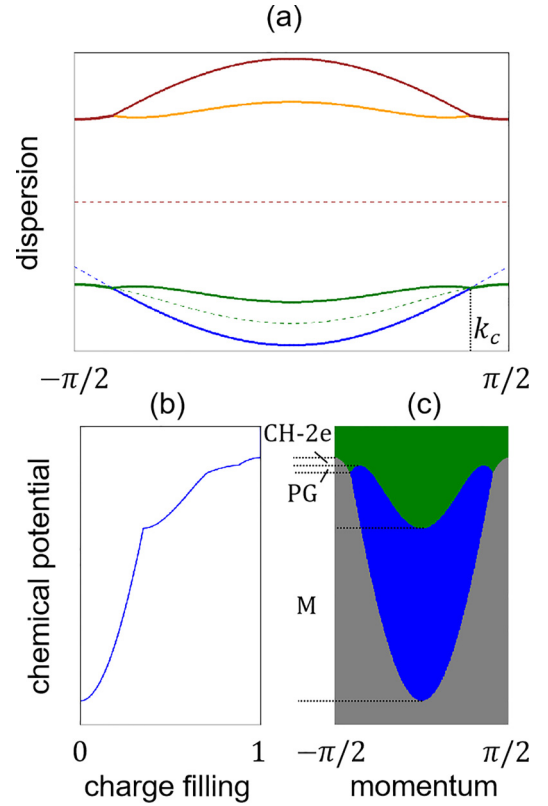 (a)
dispersion
k_c
−π/2
π/2
(b)
(c)
chemical potential
CH-2e
PG
M
0
1
−π/2
π/2
charge filling
momentum